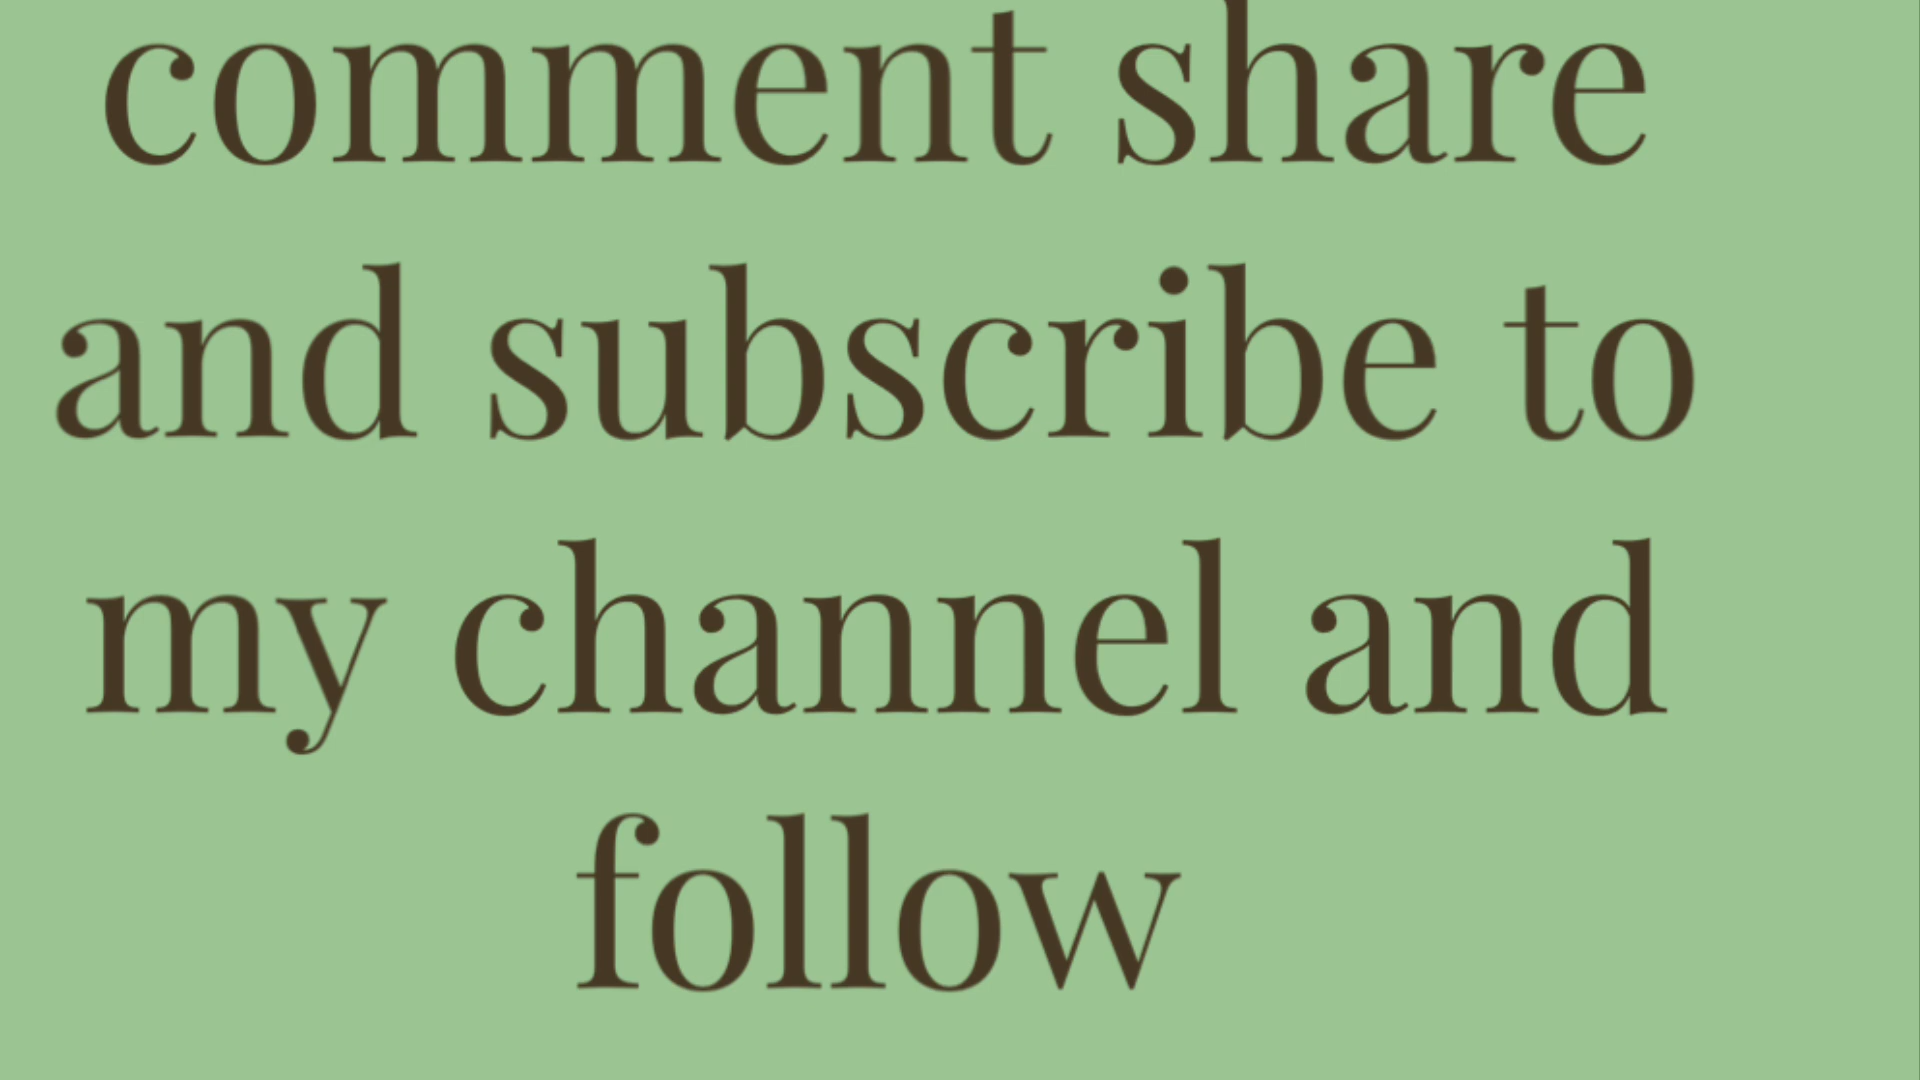 comment share
and subscribe to
my channel and
follow